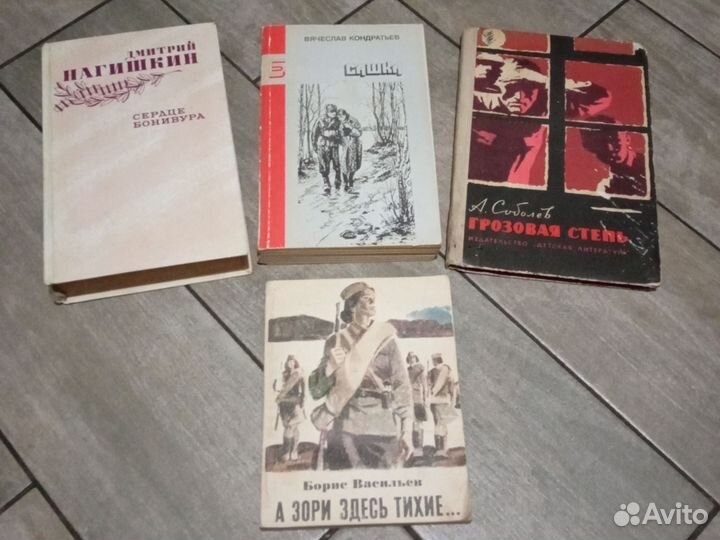 ДМИТРИЙ
НАГИШКИН
СЕРДЦЕ
БОНИВУРА
ВЯЧЕСЛАВ КОНДРАТЬЕВ
САШКА
А. Соболев
ГРОЗОВАЯ СТЕПЬ
ИЗДАТЕЛЬСТВО «ДЕТСКАЯ ЛИТЕРАТУРА»
Борис Васильев
А ЗОРИ ЗДЕСЬ ТИХИЕ...
Avito